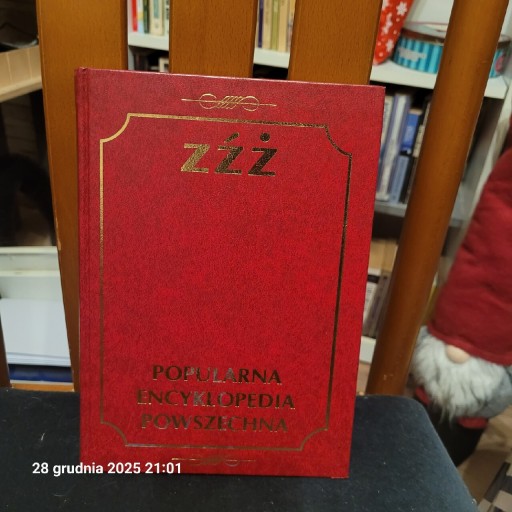 ZŹŻ
POPULARNA
ENCYKLOPEDIA
POWSZECHNA
28 grudnia 2025 21:01